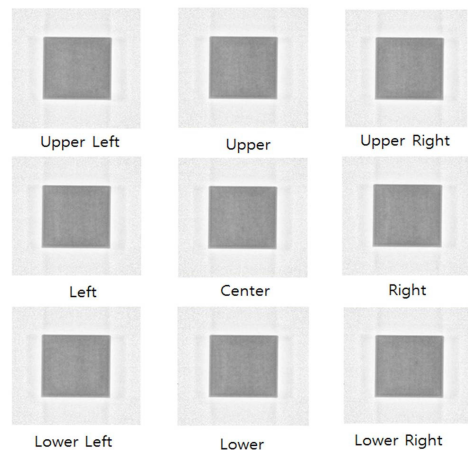 Upper Left
Upper
Upper Right
Left
Center
Right
Lower Left
Lower
Lower Right